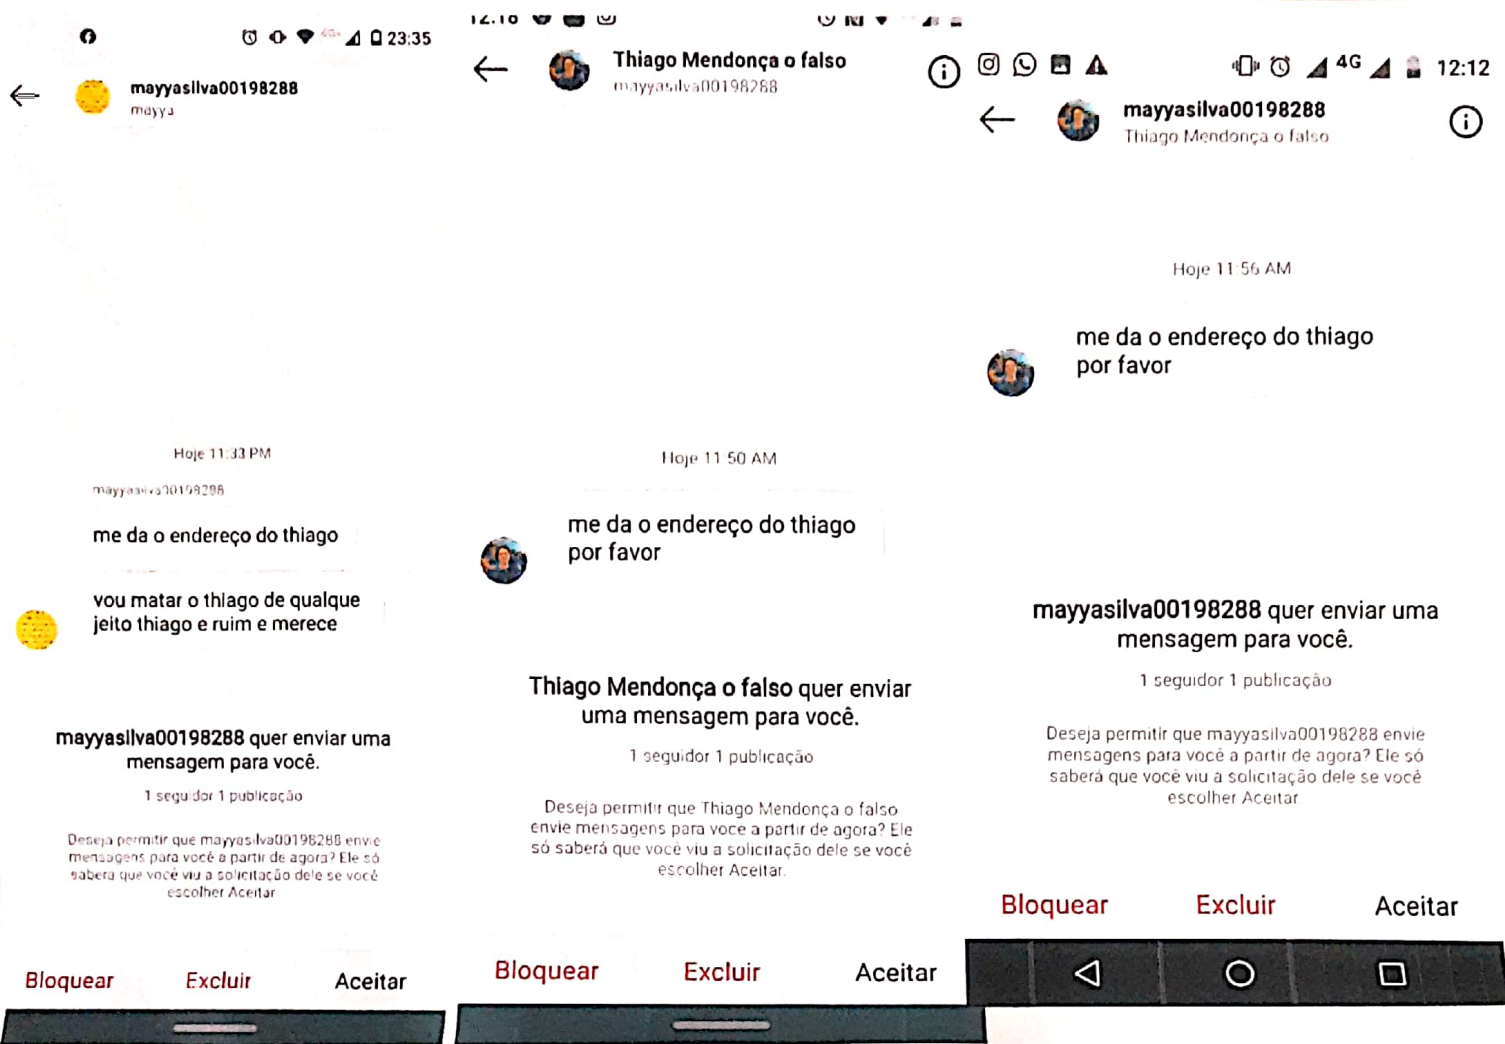 23:35
mayyasilva00198288
mayya
Hoje 11:33 PM
mayyasilva00198288
me da o endereço do thiago
vou matar o thiago de qualque
jeito thiago e ruim e merece
mayyasilva00198288 quer enviar uma
mensagem para você.
1 seguidor 1 publicação
Deseja permitir que mayyasilva00198288 envie
mensagens para você a partir de agora? Ele só
saberá que você viu a solicitação dele se você
escolher Aceitar
Bloquear Excluir Aceitar
12:18
Thiago Mendonça o falso
mayyasilva00198288
Hoje 11:50 AM
me da o endereço do thiago
por favor
Thiago Mendonça o falso quer enviar
uma mensagem para você.
1 seguidor 1 publicação
Deseja permitir que Thiago Mendonça o falso
envie mensagens para você a partir de agora? Ele
só saberá que você viu a solicitação dele se você
escolher Aceitar.
Bloquear Excluir Aceitar
4G 12:12
mayyasilva00198288
Thiago Mendonça o falso
Hoje 11:56 AM
me da o endereço do thiago
por favor
mayyasilva00198288 quer enviar uma
mensagem para você.
1 seguidor 1 publicação
Deseja permitir que mayyasilva00198288 envie
mensagens para você a partir de agora? Ele só
saberá que você viu a solicitação dele se você
escolher Aceitar
Bloquear Excluir Aceitar